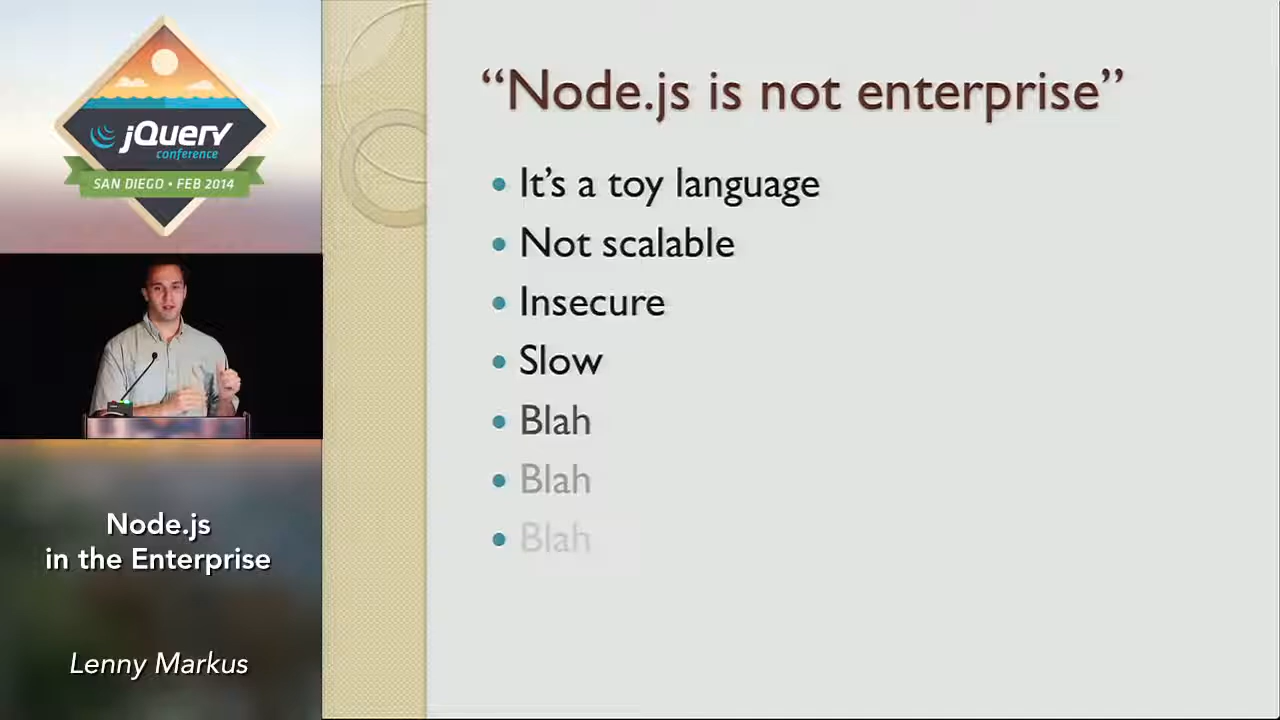 jQuery
conference
SAN DIEGO • FEB 2014
Node.js
in the Enterprise
Lenny Markus
“Node.js is not enterprise”
• It’s a toy language
• Not scalable
• Insecure
• Slow
• Blah
• Blah
• Blah